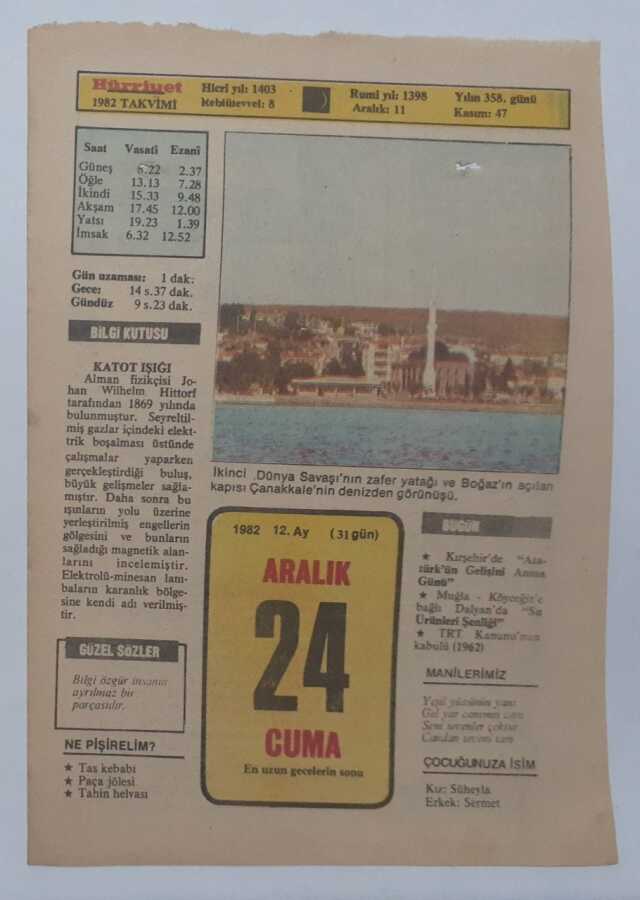 Hürriyet
1982 TAKVİMİ
Hicri yıl: 1403
Rebiülevvel: 8
Rumi yıl: 1398
Aralık: 11
Yılın 358. günü
Kasım: 47
Saat Vasatî Ezanî
Güneş 8.22 2.37
Öğle 13.13 7.28
İkindi 15.33 9.48
Akşam 17.45 12.00
Yatsı 19.23 1.39
İmsak 6.32 12.52
Gün uzaması: 1 dak.
Gece: 14 s.37 dak.
Gündüz 9 s.23 dak.
BİLGİ KUTUSU
KATOT IŞIĞI
Alman fizikçisi Jo-
han Wilhelm Hittorf
tarafından 1869 yılında
bulunmuştur. Seyreltil-
miş gazlar içindeki elekt-
trik boşalması üstünde
çalışmalar yaparken
gerçekleştirdiği buluş,
büyük gelişmeler sağla-
mıştır. Daha sonra bu
ışınların yolu üzerine
yerleştirilmiş engellerin
gölgesini ve bunların
sağladığı magnetik alan-
larını incelemiştir.
Elektrolü-minesan lam-
baların karanlık bölge-
sine kendi adı verilmiş-
tir.
GÜZEL SÖZLER
Bilgi özgür insanın
ayrılmaz bir
parçasıdır.
NE PİŞİRELİM?
★ Tas kebabı
★ Paça jölesi
★ Tahin helvası
İkinci .Dünya Savaşı'nın zafer yatağı ve Boğaz'ın açılan
kapısı Çanakkale'nin denizden görünüşü.
1982 12. Ay (31 gün)
ARALIK
24
CUMA
En uzun gecelerin sonu
BUGÜN
★ Kırşehir'de "Ata-
türk'ün Gelişini Anma
Günü"
★ Muğla - Köyceğiz'e
bağlı Dalyan'da "Su
Ürünleri Şenliği"
★ TRT Kanunu'nun
kabulü (1962)
MANİLERİMİZ
Yeşil yüzünün yanı
Gel yar canımın canı
Seni sevenler çoktur
Candan seveni tanı
ÇOCUĞUNUZA İSİM
Kız: Süheyla
Erkek: Sermet